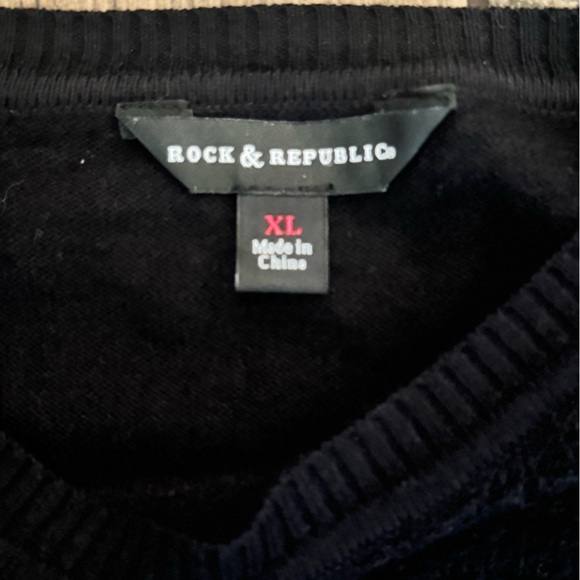 ROCK & REPUBLIC
XL
Made in
China